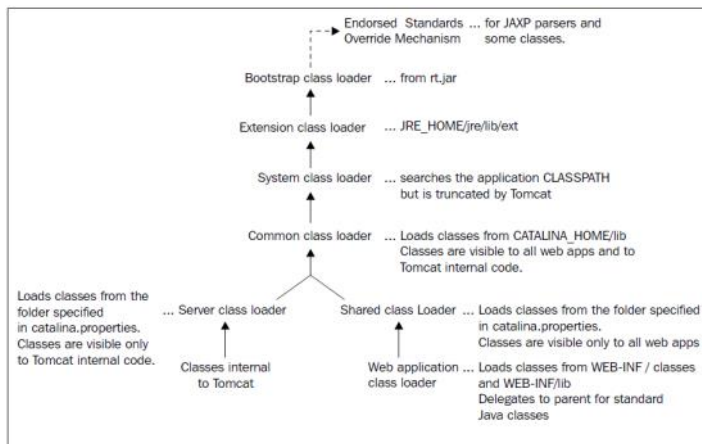 Endorsed Standards ... for JAXP parsers and
Override Mechanism some classes.
Bootstrap class loader ... from rt.jar
Extension class loader ... JRE_HOME/jre/lib/ext
System class loader ... searches the application CLASSPATH
but is truncated by Tomcat
Common class loader ... Loads classes from CATALINA_HOME/lib
Classes are visible to all web apps and to
Tomcat internal code.
Loads classes from the
folder specified
in catalina.properties.
Classes are visible only
to Tomcat internal code.
... Server class loader
Shared class Loader ... Loads classes from the folder specified
in catalina.properties.
Classes are visible only to all web apps
Classes internal
to Tomcat
Web application
class loader
... Loads classes from WEB-INF / classes
and WEB-INF/lib
Delegates to parent for standard
Java classes